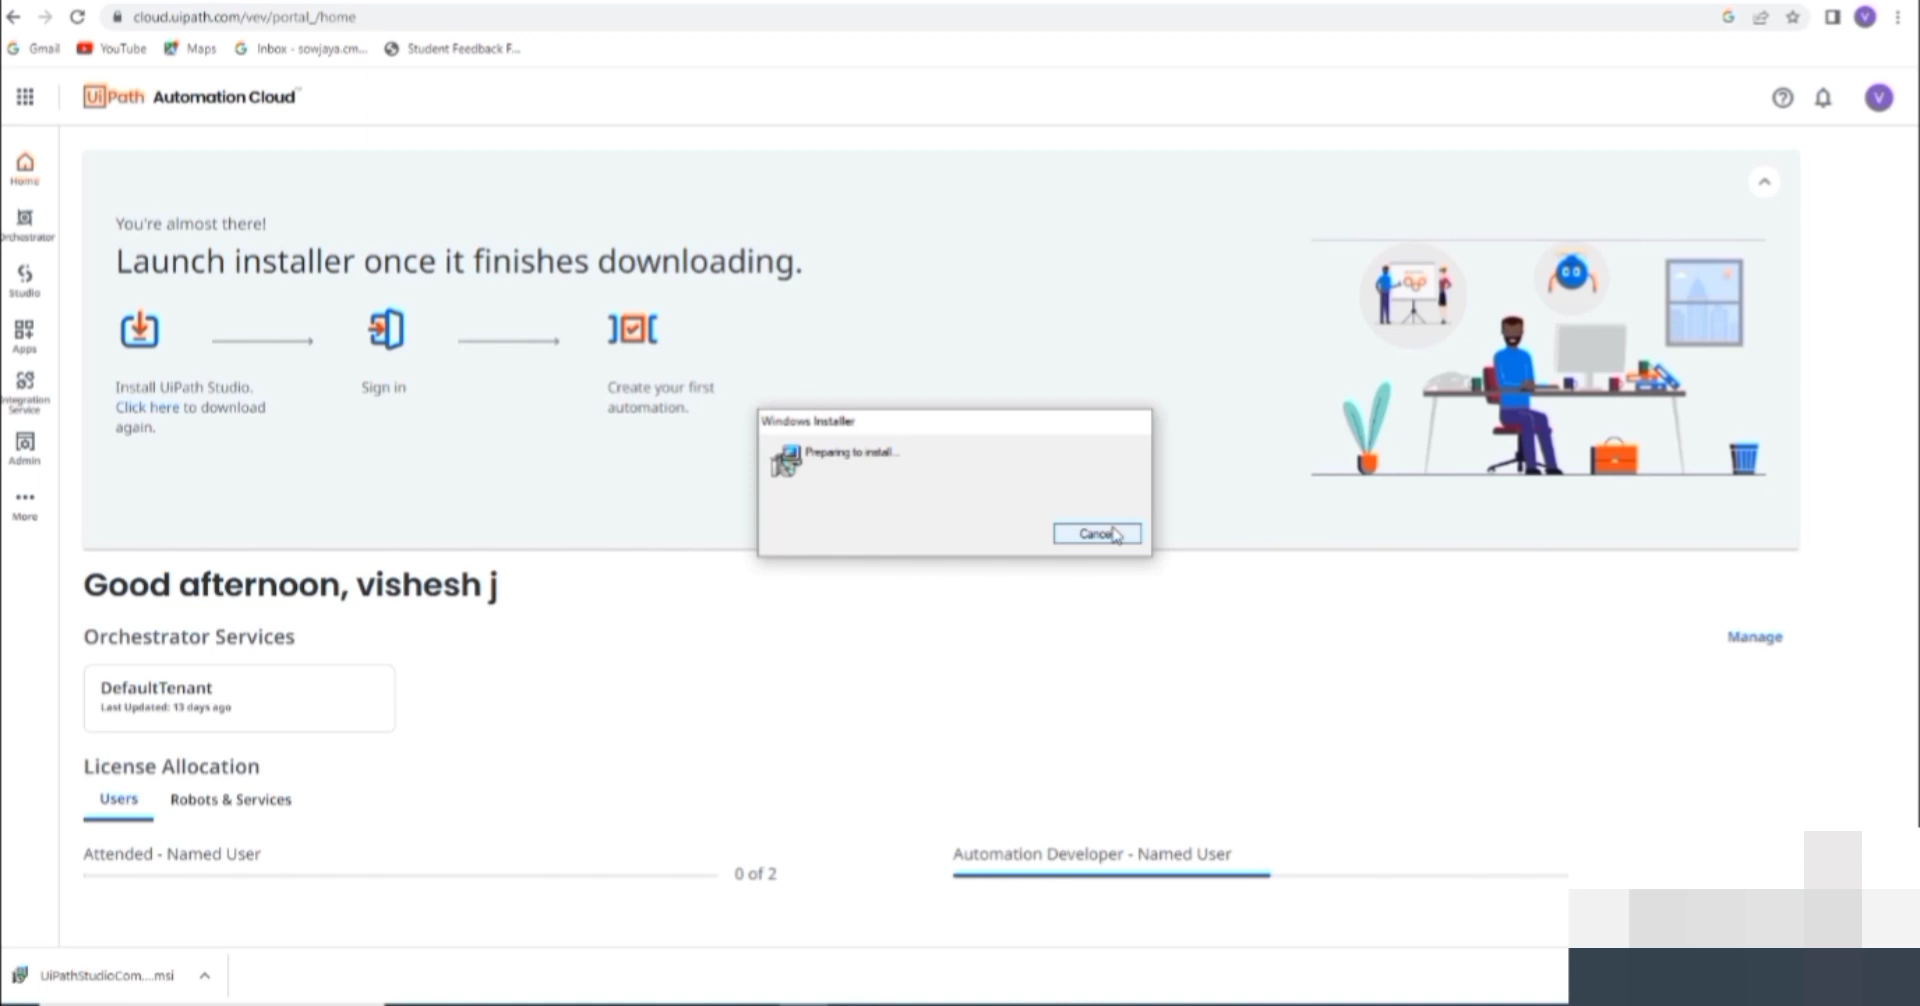 cloud.uipath.com/vev/portal_/home
Gmail YouTube Maps Inbox - sowjaya.cm... Student Feedback F...
UiPath Automation Cloud™
V
Home
Orchestrator
Studio
Apps
Integration
Service
Admin
More
You're almost there!
Launch installer once it finishes downloading.
Install UiPath Studio.
Click here to download
again.
Sign in
Create your first
automation.
Windows Installer
Preparing to install...
Cancel
Good afternoon, vishesh j
Orchestrator Services
Manage
DefaultTenant
Last Updated: 13 days ago
License Allocation
Users Robots & Services
Attended - Named User
0 of 2
Automation Developer - Named User
UiPathStudioCom....msi